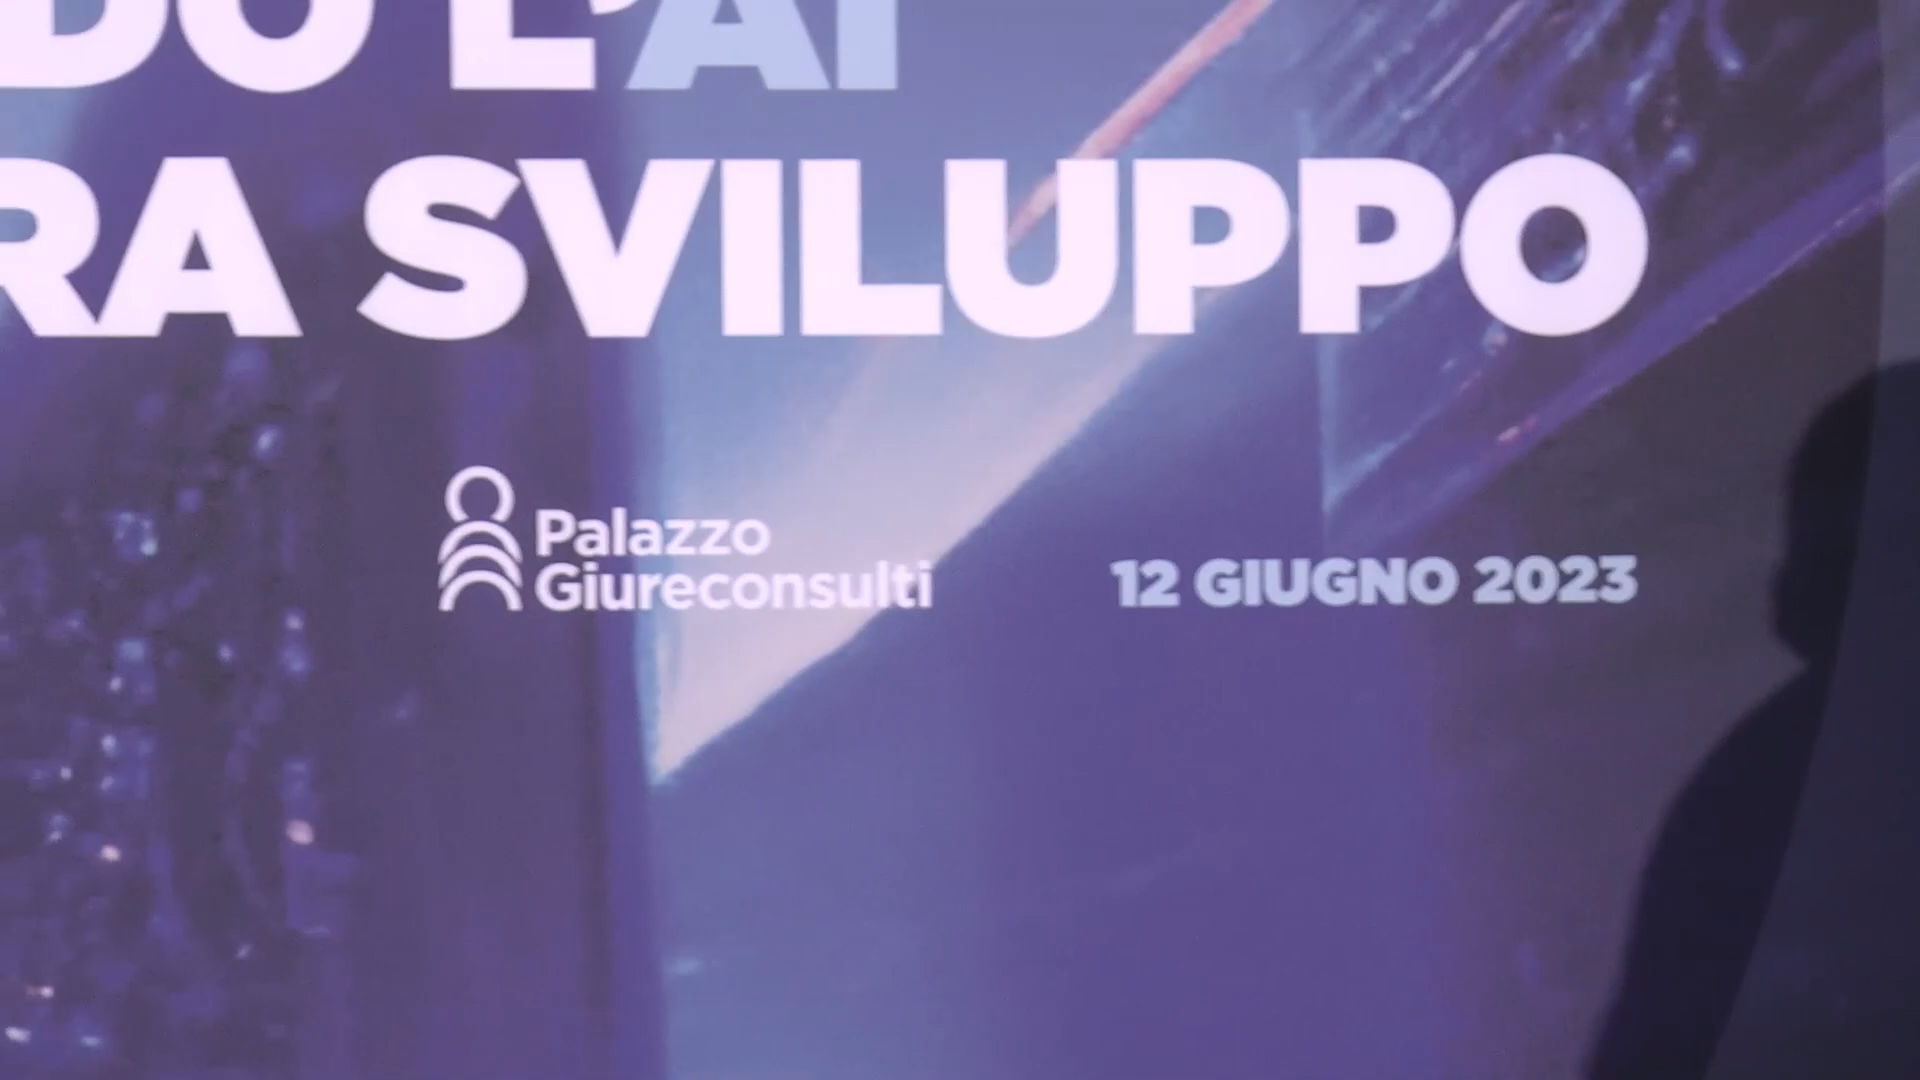 DO L'AI
RA SVILUPPO
Palazzo
Giureconsulti
12 GIUGNO 2023